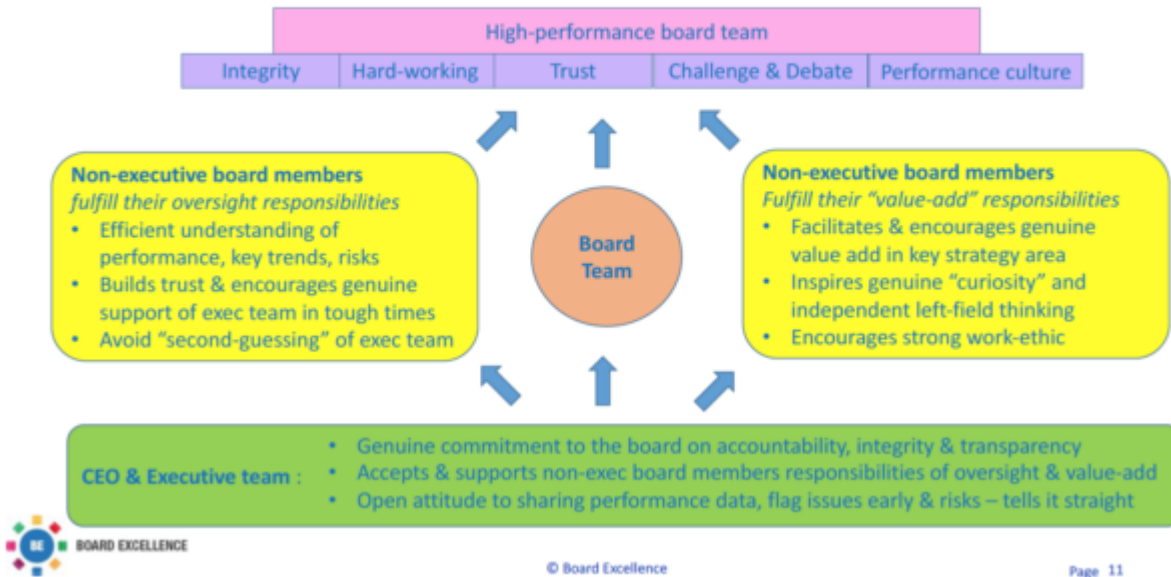 High-performance board team
Integrity
Hard-working
Trust
Challenge & Debate
Performance culture
Non-executive board members
fulfill their oversight responsibilities
• Efficient understanding of
performance, key trends, risks
• Builds trust & encourages genuine
support of exec team in tough times
• Avoid “second-guessing” of exec team
Board
Team
Non-executive board members
Fulfill their “value-add” responsibilities
• Facilitates & encourages genuine
value add in key strategy area
• Inspires genuine “curiosity” and
independent left-field thinking
• Encourages strong work-ethic
CEO & Executive team :
• Genuine commitment to the board on accountability, integrity & transparency
• Accepts & supports non-exec board members responsibilities of oversight & value-add
• Open attitude to sharing performance data, flag issues early & risks – tells it straight
BE
BOARD EXCELLENCE
© Board Excellence
Page 11